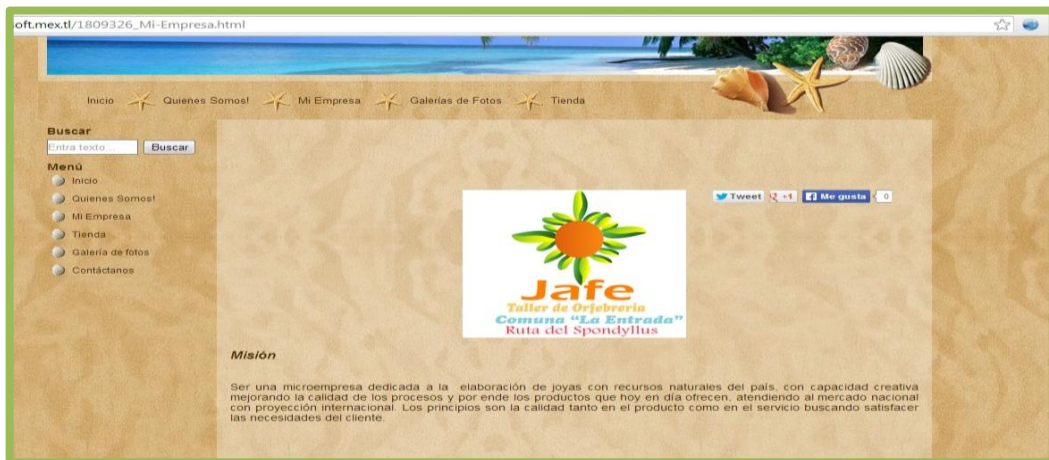 oft.mex.tl/1809326_Mi-Empresa.html
Inicio Quienes Somos! Mi Empresa Galerías de Fotos Tienda
Buscar
Entra texto... Buscar
Menú
Inicio
Quienes Somos!
Mi Empresa
Tienda
Galería de fotos
Contáctanos
Tweet +1 Me gusta 0
Jafe
Taller de Orjebreria
Comuna "La Entrada"
Ruta del Spondyllus
Misión
Ser una microempresa dedicada a la elaboración de joyas con recursos naturales del país, con capacidad creativa
mejorando la calidad de los procesos y por ende los productos que hoy en día ofrecen, atendiendo al mercado nacional
con proyección internacional. Los principios son la calidad tanto en el producto como en el servicio buscando satisfacer
las necesidades del cliente.